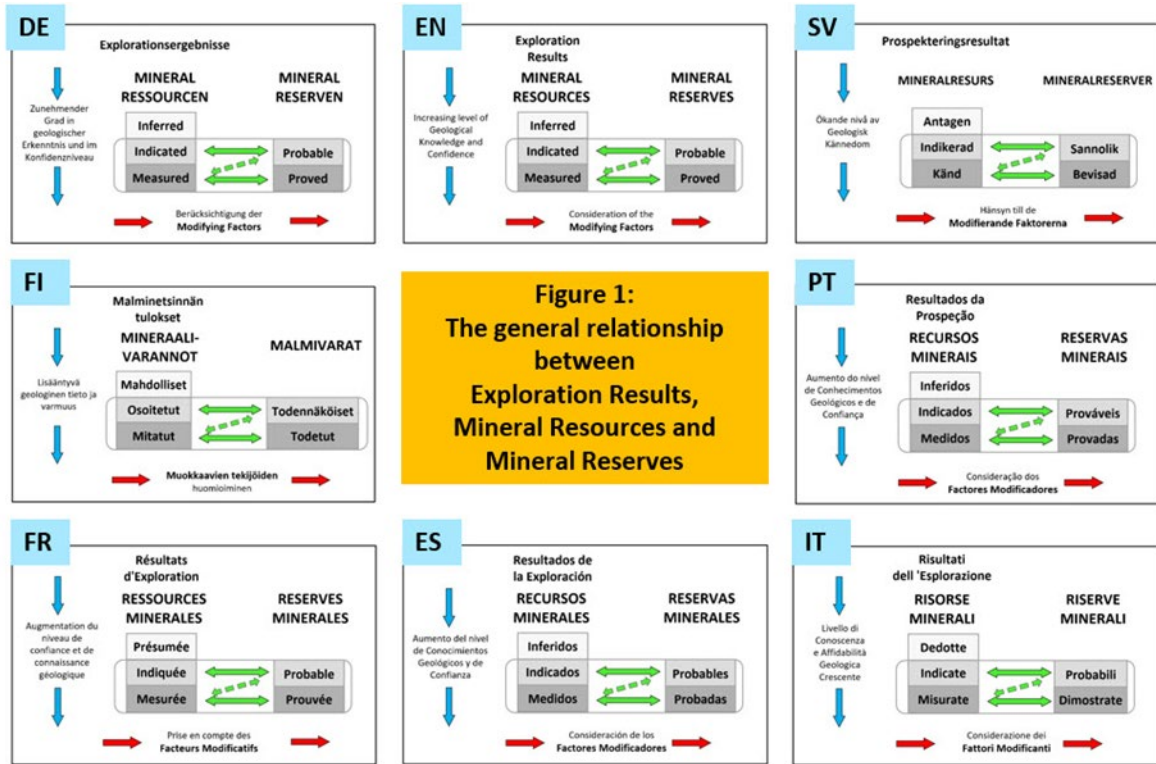 DE
Explorationsergebnisse
MINERAL
RESSOURCEN
MINERAL
RESERVEN
Zunehmender
Grad in
geologischer
Erkenntnis und im
Konfidenzniveau
Inferred
Indicated
Probable
Measured
Proved
Berücksichtigung der
Modifying Factors
EN
Exploration
Results
MINERAL
RESOURCES
MINERAL
RESERVES
Increasing level of
Geological
Knowledge and
Confidence
Inferred
Indicated
Probable
Measured
Proved
Consideration of the
Modifying Factors
SV
Prospekteringsresultat
MINERALRESURS
MINERALRESERVER
Ökande nivå av
Geologisk
Kännedom
Antagen
Indikerad
Sannolik
Känd
Bevisad
Hänsyn till de
Modifierande Faktorerna
FI
Malminetsinnän
tulokset
MINERAALI-
VARANNOT
MALMIVARAT
Lisääntyvä
geologinen tieto ja
varmuus
Mahdolliset
Osoitetut
Todennäköiset
Mitatut
Todetut
Muokkaavien tekijöiden
huomioiminen
Figure 1:
The general relationship
between
Exploration Results,
Mineral Resources and
Mineral Reserves
PT
Resultados da
Prospeção
RECURSOS
MINERAIS
RESERVAS
MINERAIS
Aumento do nível
de Conhecimentos
Geológicos e de
Confiança
Inferidos
Indicados
Prováveis
Medidos
Provadas
Consideração dos
Factores Modificadores
FR
Résultats
d'Exploration
RESSOURCES
MINERALES
RESERVES
MINERALES
Augmentation du
niveau de
confiance et de
connaissance
géologique
Présumée
Indiquée
Probable
Mesurée
Prouvée
Prise en compte des
Facteurs Modificatifs
ES
Resultados de
la Exploración
RECURSOS
MINERALES
RESERVAS
MINERALES
Aumento del nivel
de Conocimientos
Geológicos y de
Confianza
Inferidos
Indicados
Probables
Medidos
Probadas
Consideración de los
Factores Modificadores
IT
Risultati
dell 'Esplorazione
RISORSE
MINERALI
RISERVE
MINERALI
Livello di
Conoscenza
e Affidabilità
Geologica
Crescente
Dedotte
Indicate
Probabili
Misurate
Dimostrate
Considerazione dei
Fattori Modificanti